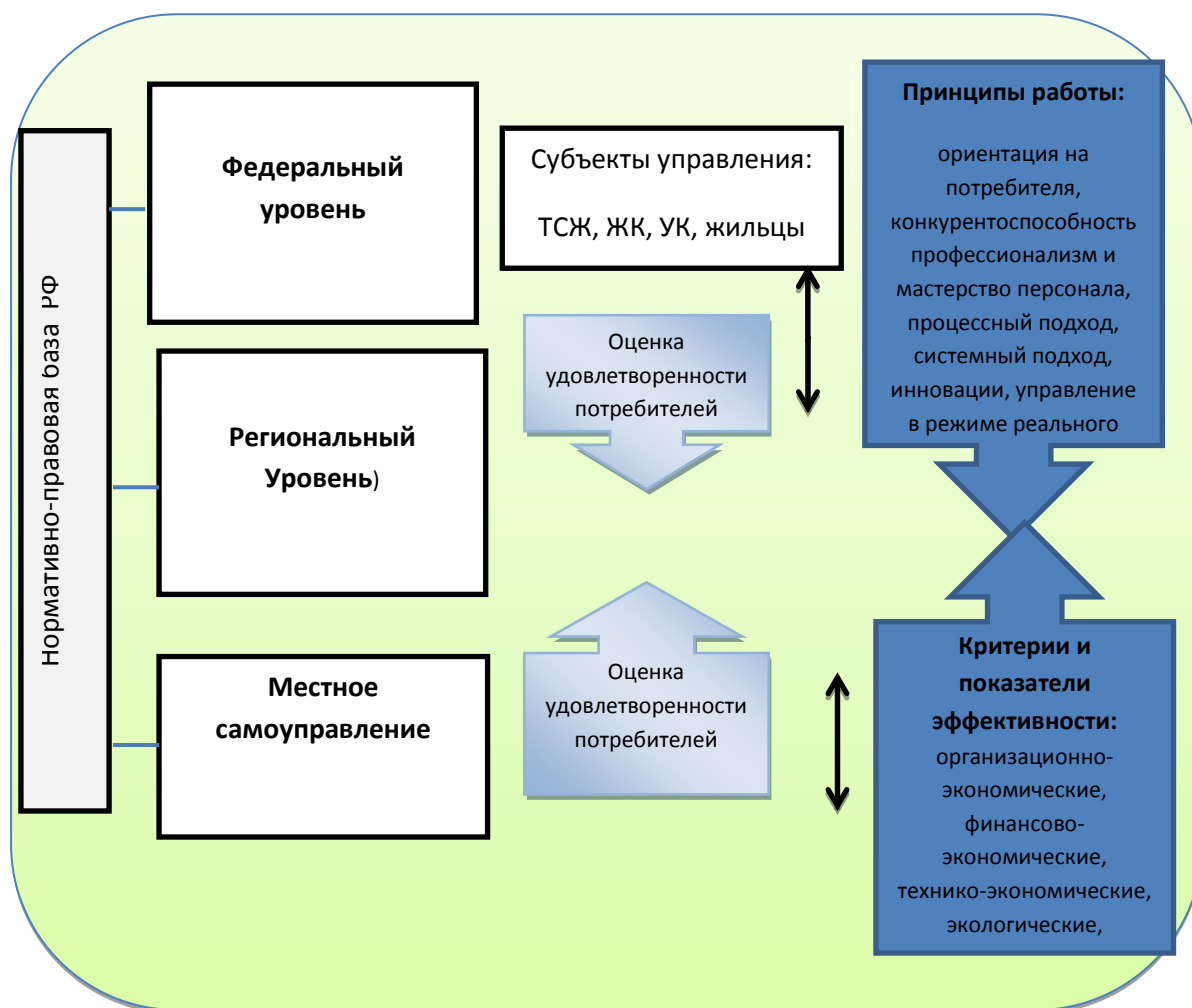 Нормативно-правовая база РФ
Федеральный
уровень
Региональный
Уровень)
Местное
самоуправление
Субъекты управления:
ТСЖ, ЖК, УК, жильцы
Оценка
удовлетворенности
потребителей
Оценка
удовлетворенности
потребителей
Принципы работы:
ориентация на
потребителя,
конкурентоспособность
профессионализм и
мастерство персонала,
процессный подход,
системный подход,
инновации, управление
в режиме реального
Критерии и
показатели
эффективности:
организационно-
экономические,
финансово-
экономические,
технико-экономические,
экологические,